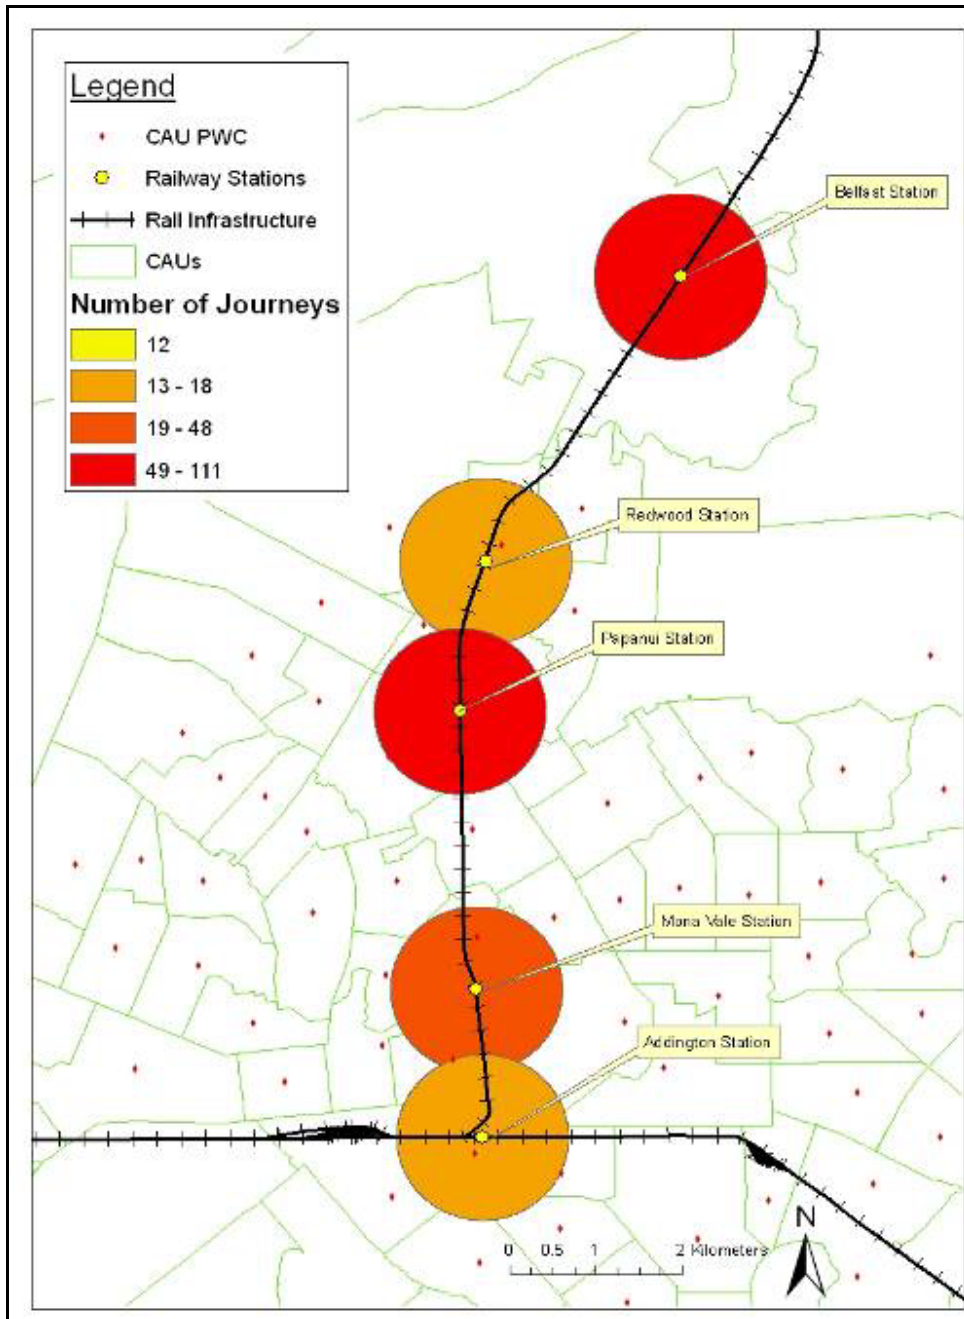 Legend
CAU PWC
Railway Stations
Rail Infrastructure
CAUs
Number of Journeys
12
13 - 18
19 - 48
49 - 111
Belfast Station
Redwood Station
Papanui Station
Mona Vale Station
Addington Station
N
0 0.5 1 2 Kilometers